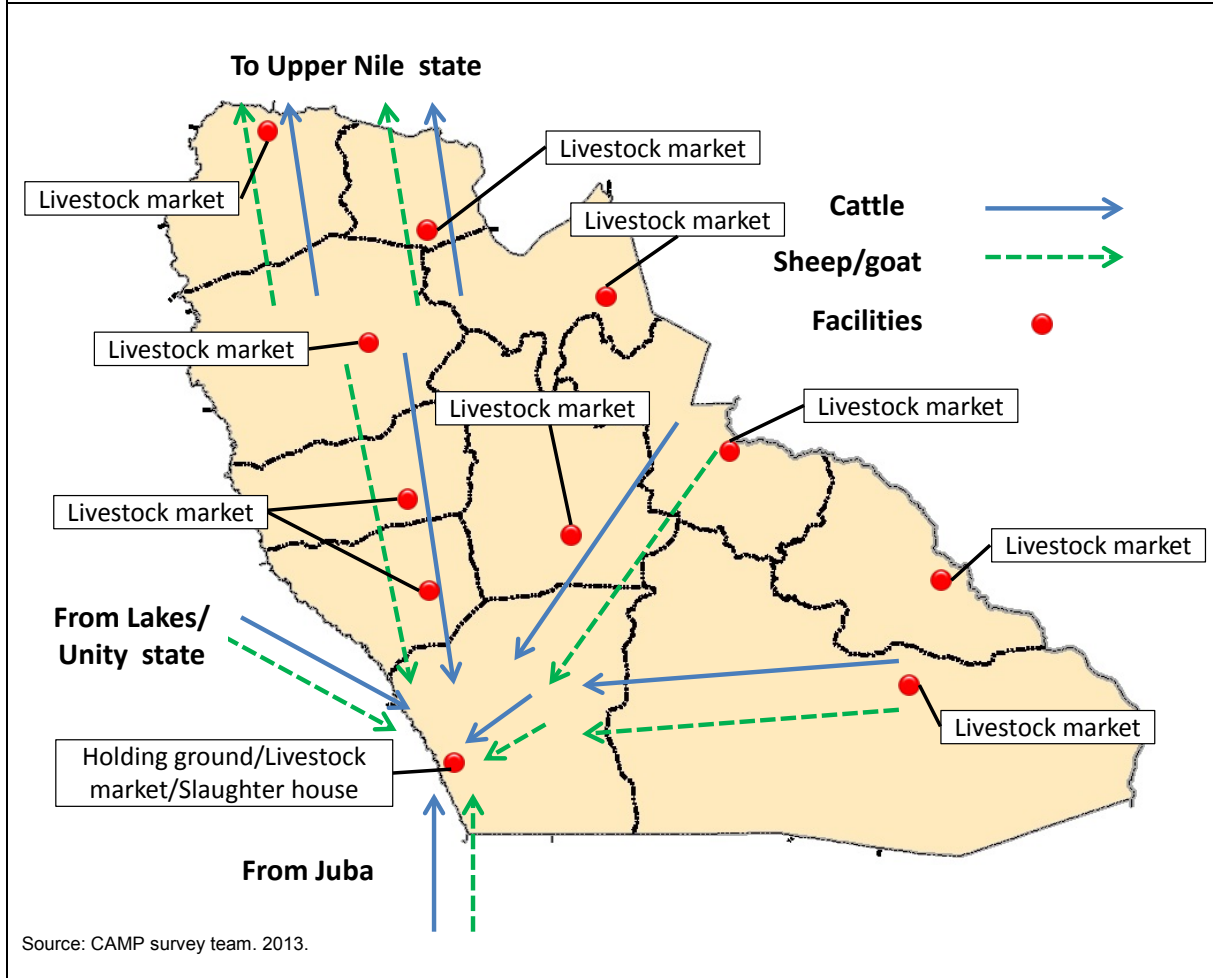 To Upper Nile state
Livestock market
Livestock market
Livestock market
Cattle
Sheep/goat
Facilities
Livestock market
Livestock market
Livestock market
Livestock market
Livestock market
From Lakes/
Unity state
Livestock market
Holding ground/Livestock
market/Slaughter house
From Juba
Source: CAMP survey team. 2013.